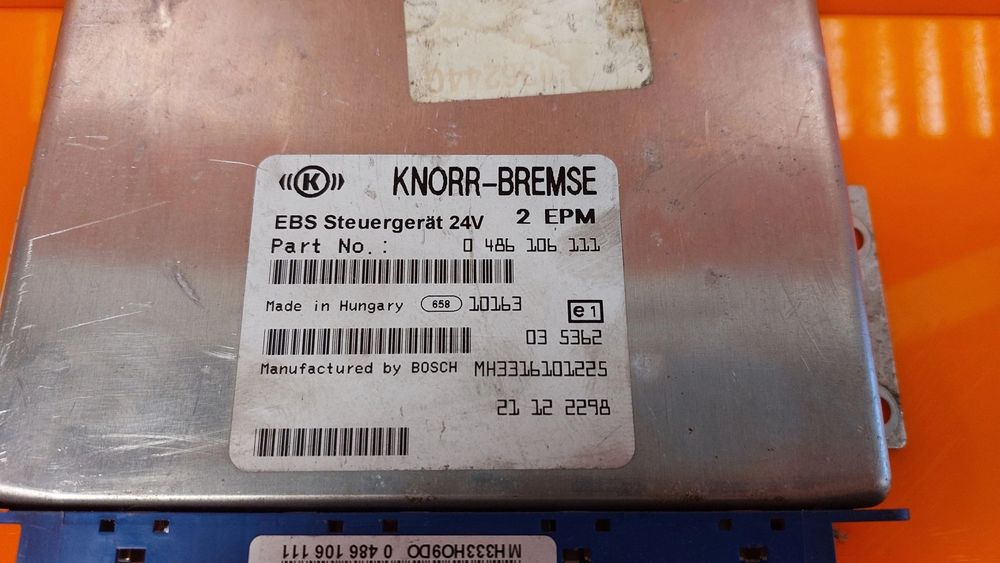 K KNORR-BREMSE
EBS Steuergerät 24V 2 EPM
Part No.: 0 486 106 111
Made in Hungary 658 10163 e1
03 5362
Manufactured by BOSCH MH3316101225
21 12 2298
MH333H09D0 0 486 106 111